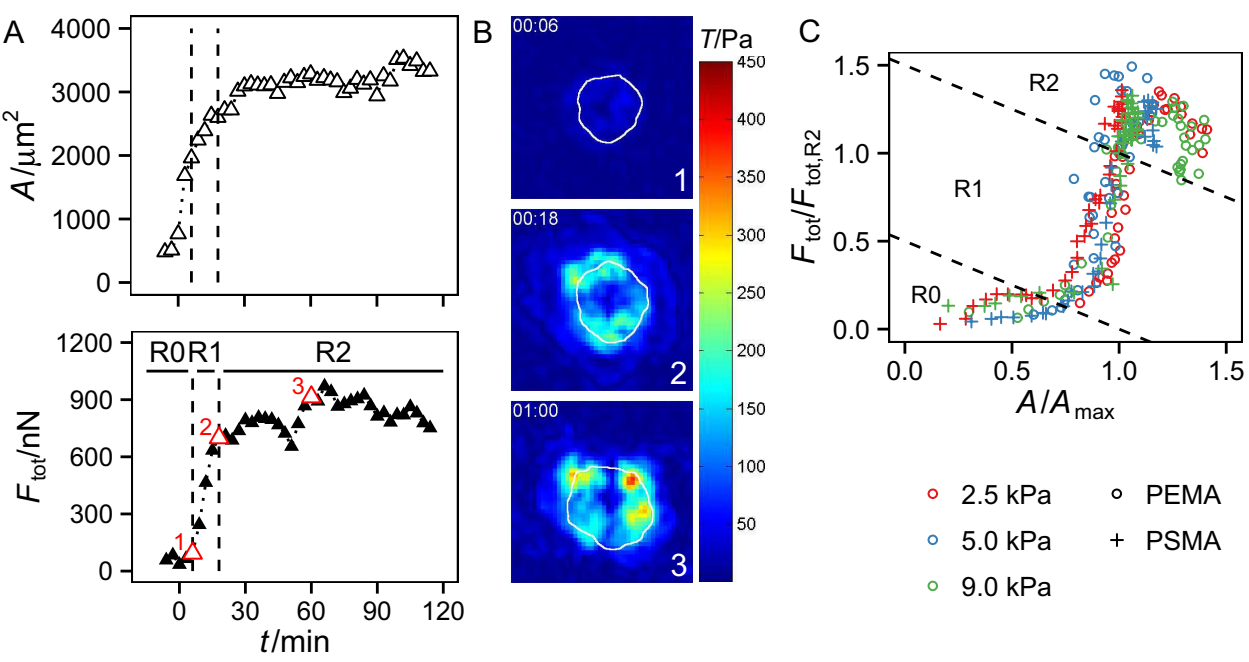 A
4000
3000
2000
1000
0
A/μm²
1200
900
600
300
0
F_tot/nN
R0 R1 R2
1
2
3
0 30 60 90 120
t/min
B
00:06
1
00:18
2
01:00
3
T/Pa
450
400
350
300
250
200
150
100
50
C
1.5
1.0
0.5
0.0
F_tot/F_tot,R2
R2
R1
R0
0.0 0.5 1.0 1.5
A/A_max
2.5 kPa
5.0 kPa
9.0 kPa
PEMA
PSMA